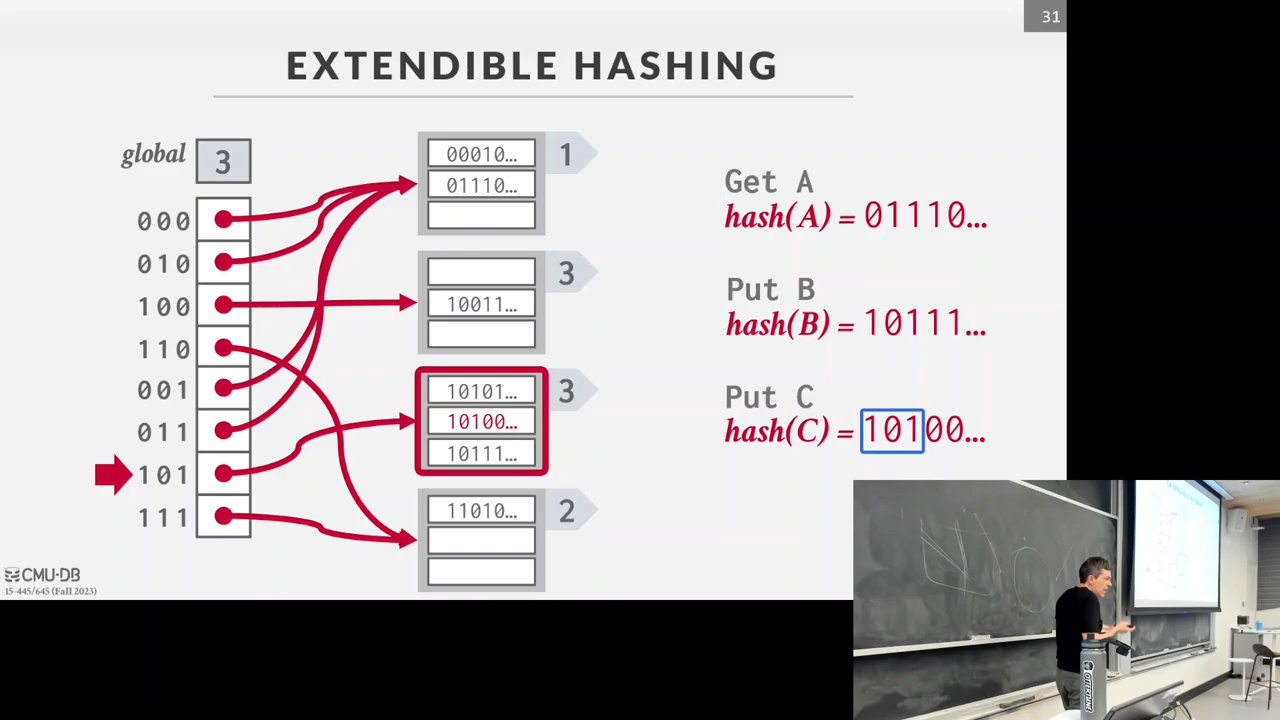 31
EXTENDIBLE HASHING
global
3
000
010
100
110
001
011
101
111
00010…
01110…
1
10011…
3
10101…
10100…
10111…
3
11010…
2
Get A
hash(A) = 01110…
Put B
hash(B) = 10111…
Put C
hash(C) = 10100…
CMU·DB
15-445/645 (Fall 2023)